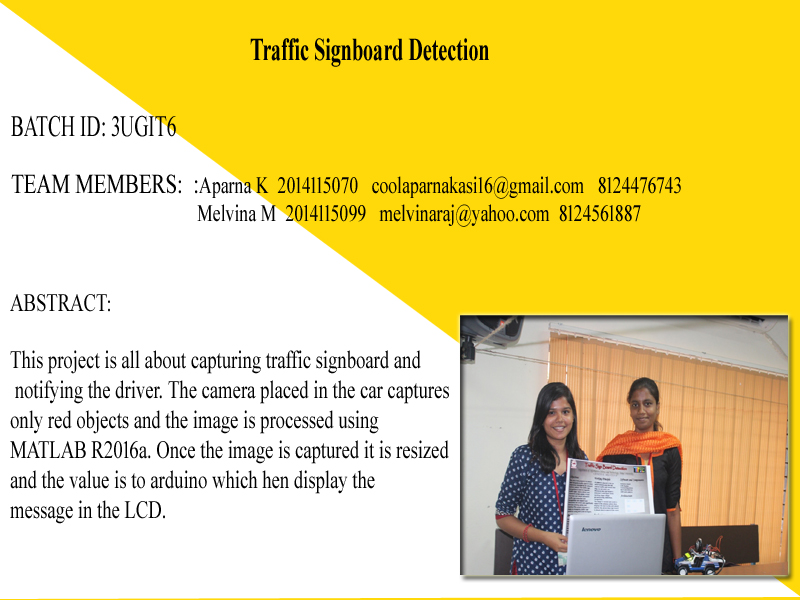 Traffic Signboard Detection
BATCH ID: 3UGIT6
TEAM MEMBERS: :Aparna K 2014115070 coolaparnakasi16@gmail.com 8124476743
Melvina M 2014115099 melvinaraj@yahoo.com 8124561887
ABSTRACT:
This project is all about capturing traffic signboard and
notifying the driver. The camera placed in the car captures
only red objects and the image is processed using
MATLAB R2016a. Once the image is captured it is resized
and the value is to arduino which hen display the
message in the LCD.
Traffic Sign Board Detection
lenovo